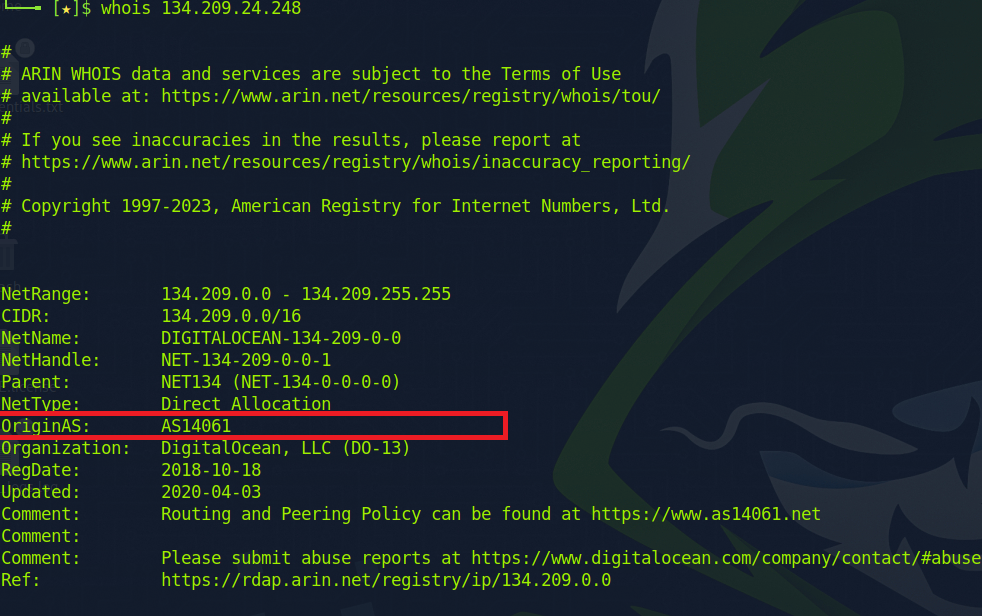 [★]$ whois 134.209.24.248
#
# ARIN WHOIS data and services are subject to the Terms of Use
# available at: https://www.arin.net/resources/registry/whois/tou/
#
# If you see inaccuracies in the results, please report at
# https://www.arin.net/resources/registry/whois/inaccuracy_reporting/
#
# Copyright 1997-2023, American Registry for Internet Numbers, Ltd.
#
NetRange: 134.209.0.0 - 134.209.255.255
CIDR: 134.209.0.0/16
NetName: DIGITALOCEAN-134-209-0-0
NetHandle: NET-134-209-0-0-1
Parent: NET134 (NET-134-0-0-0-0)
NetType: Direct Allocation
OriginAS: AS14061
Organization: DigitalOcean, LLC (DO-13)
RegDate: 2018-10-18
Updated: 2020-04-03
Comment: Routing and Peering Policy can be found at https://www.as14061.net
Comment:
Comment: Please submit abuse reports at https://www.digitalocean.com/company/contact/#abuse
Ref: https://rdap.arin.net/registry/ip/134.209.0.0